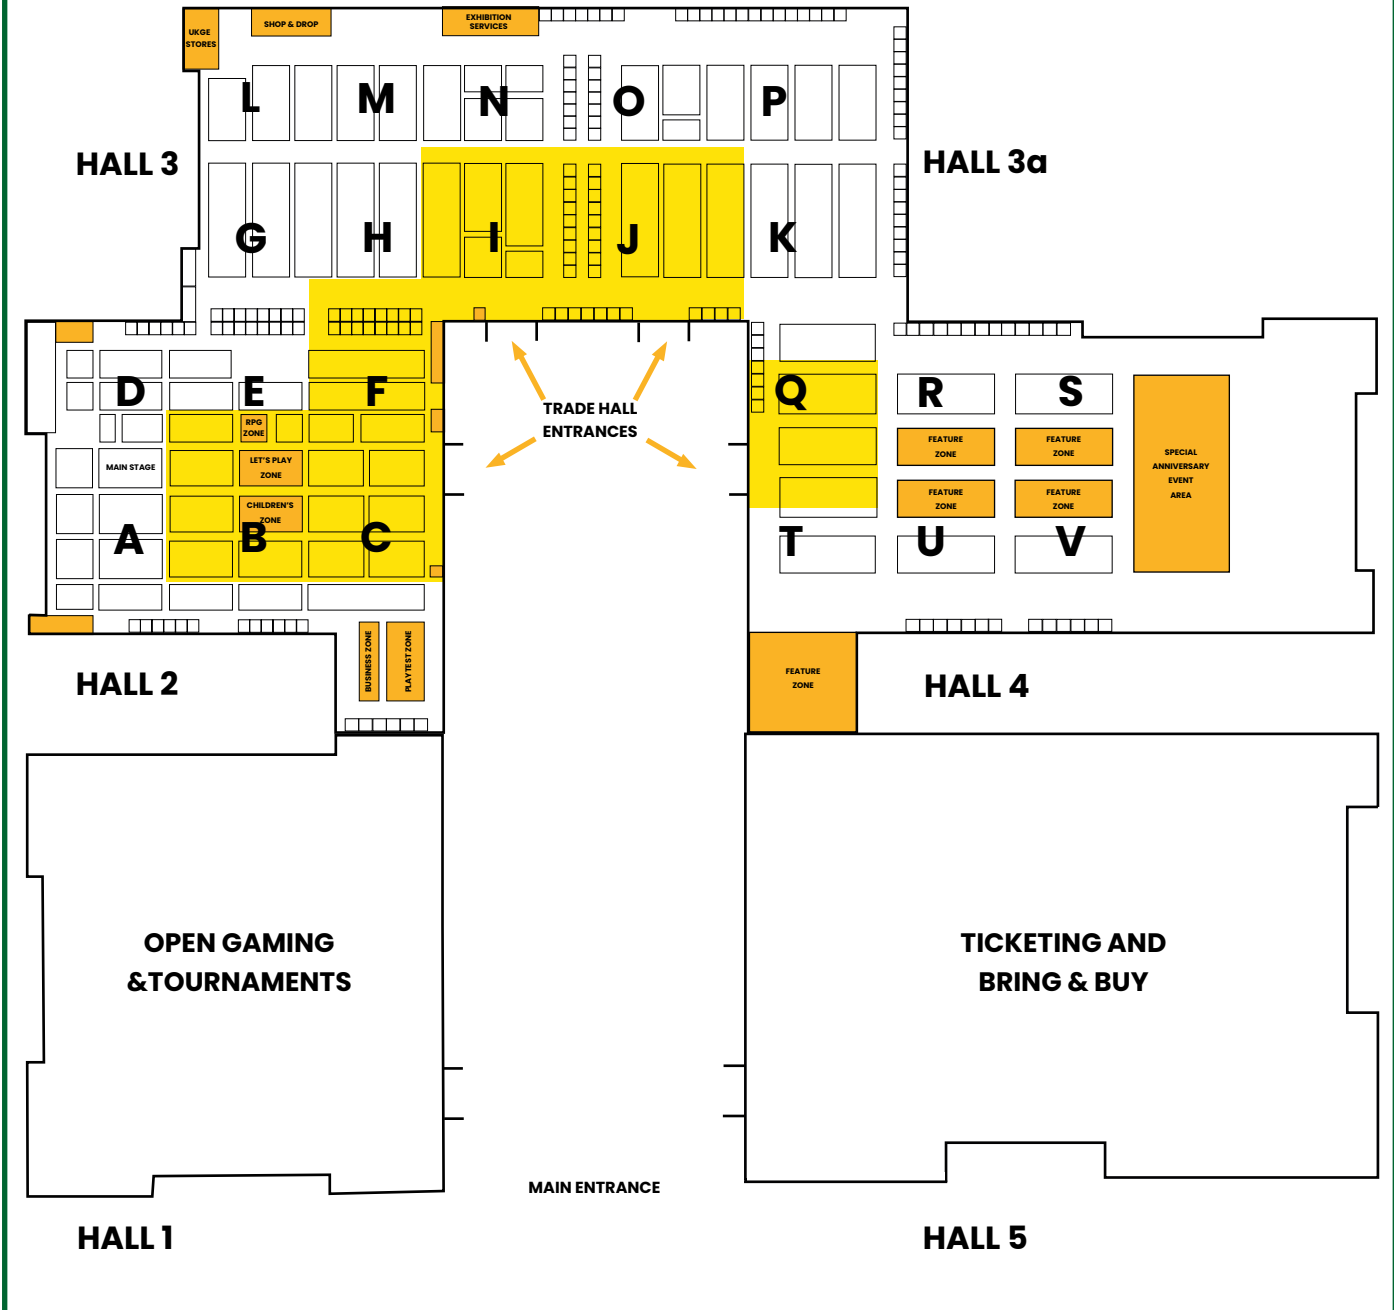 UKGE
STORES
SHOP & DROP
EXHIBITION
SERVICES
L
M
N
O
P
HALL 3
HALL 3a
G
H
I
J
K
D
E
F
Q
R
S
TRADE HALL
ENTRANCES
RPG
ZONE
MAIN STAGE
LET'S PLAY
ZONE
FEATURE
ZONE
FEATURE
ZONE
SPECIAL
ANNIVERSARY
EVENT
AREA
CHILDREN'S
ZONE
FEATURE
ZONE
FEATURE
ZONE
A
B
C
T
U
V
BUSINESS ZONE
PLAYTEST ZONE
HALL 2
FEATURE
ZONE
HALL 4
OPEN GAMING
&TOURNAMENTS
TICKETING AND
BRING & BUY
MAIN ENTRANCE
HALL 1
HALL 5